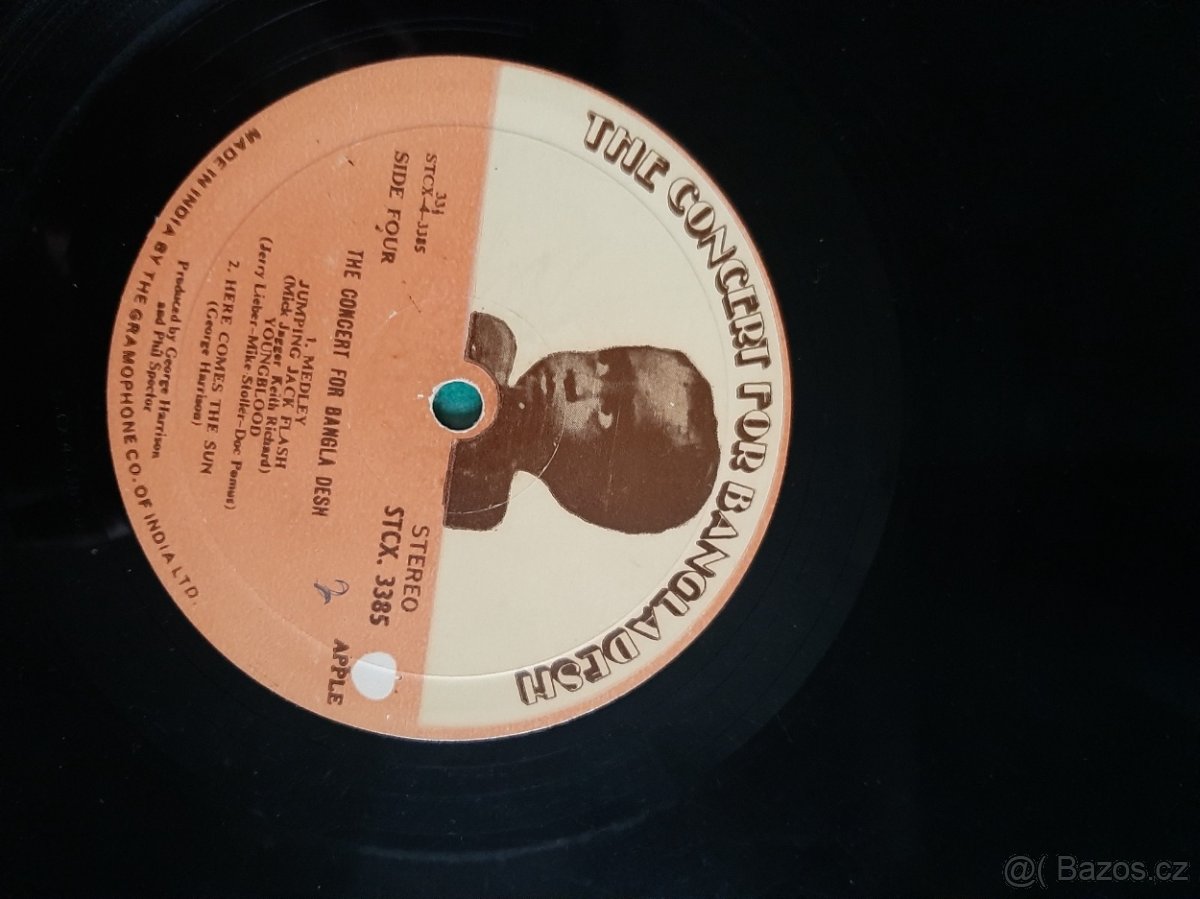 THE CONCERT FOR BANGLADESH
33⅓
STCX-4-3385
SIDE FOUR
STEREO
STCX. 3385
THE CONCERT FOR BANGLA DESH
1. MEDLEY
JUMPING JACK FLASH
(Mick Jagger Keith Richard)
YOUNGBLOOD
(Jerry Lieber-Mike Stoller-Doc Pomus)
2. HERE COMES THE SUN
(George Harrison)
Produced by George Harrison
and Phil Spector
APPLE
2
MADE IN INDIA BY THE GRAMOPHONE CO. OF INDIA LTD.
@( Bazos.cz